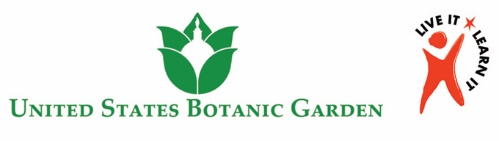 UNITED STATES BOTANIC GARDEN
LIVE IT ★ LEARN IT